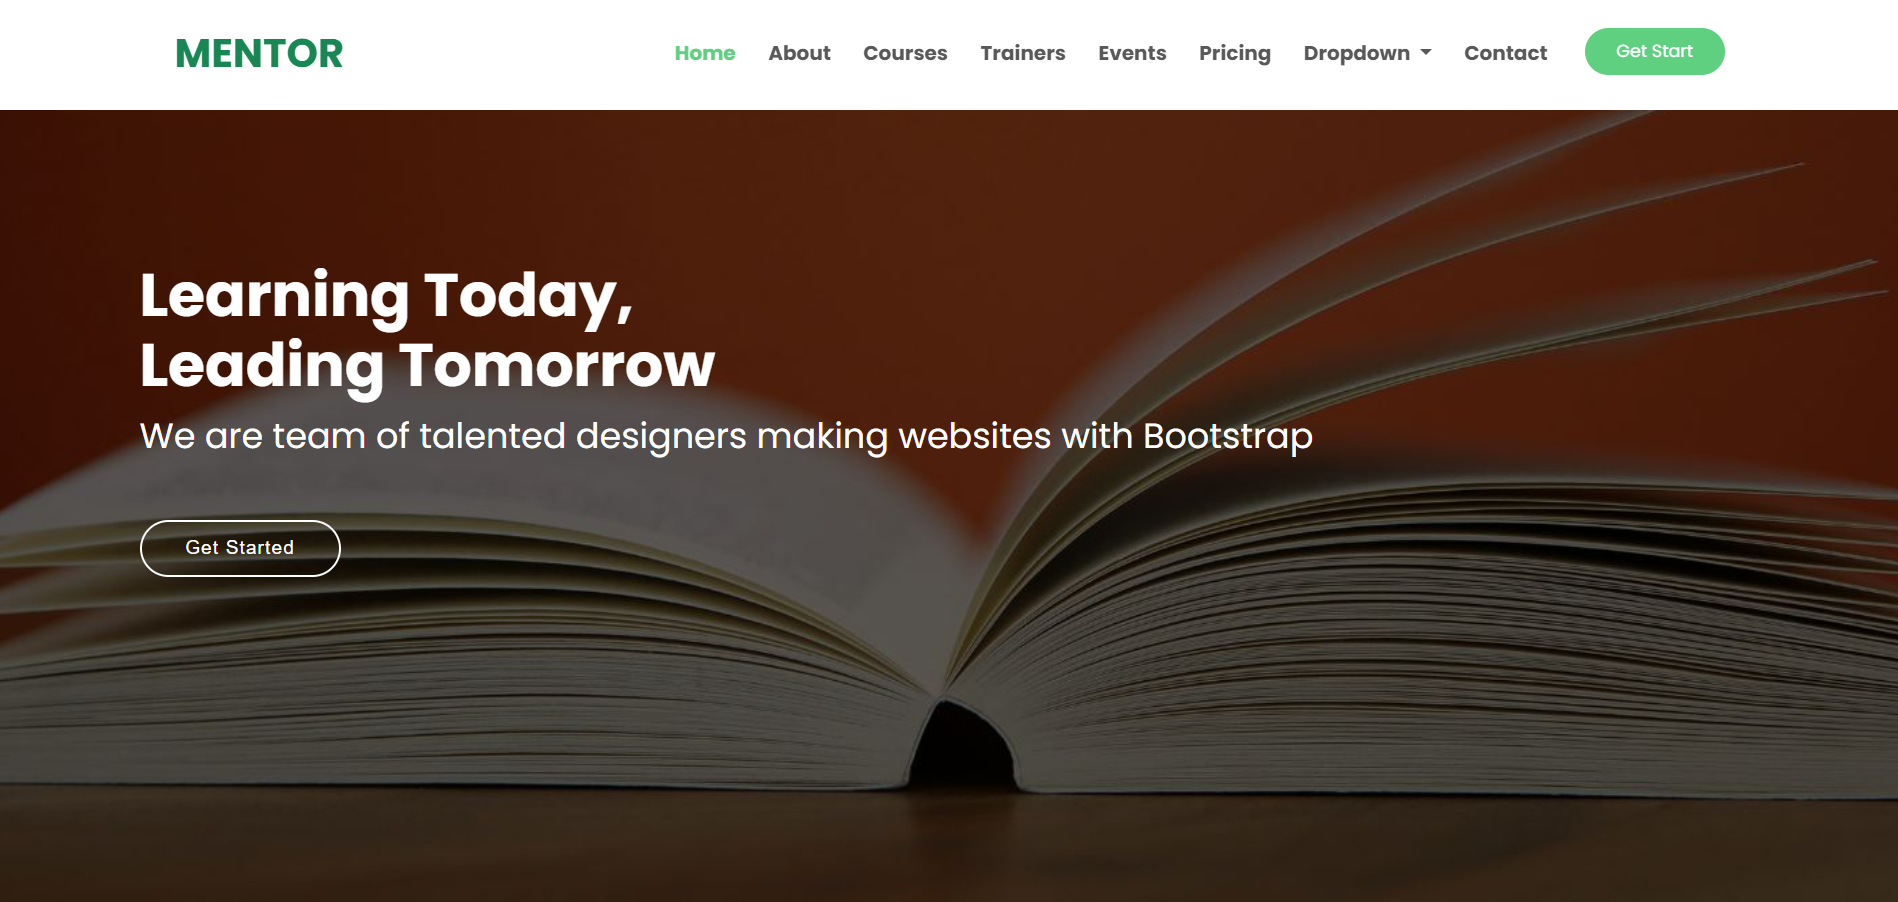 MENTOR
Home About Courses Trainers Events Pricing Dropdown Contact Get Start
Learning Today,
Leading Tomorrow
We are team of talented designers making websites with Bootstrap
Get Started